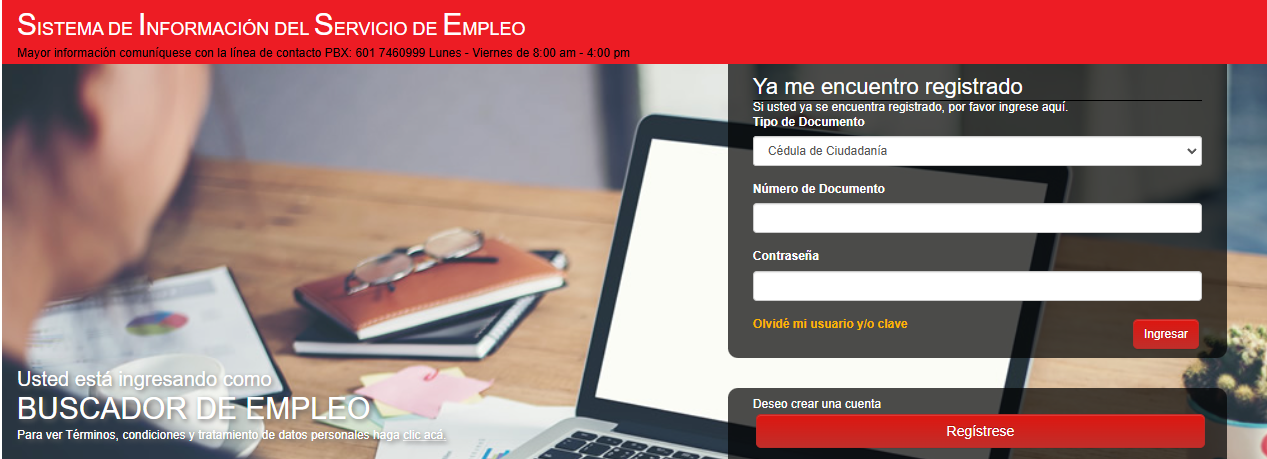 Sistema de Información del Servicio de Empleo
Mayor información comuníquese con la línea de contacto PBX: 601 7460999 Lunes - Viernes de 8:00 am - 4:00 pm
Ya me encuentro registrado
Si usted ya se encuentra registrado, por favor ingrese aquí.
Tipo de Documento
Cédula de Ciudadanía
Número de Documento
Contraseña
Olvidé mi usuario y/o clave
Ingresar
Usted está ingresando como
BUSCADOR DE EMPLEO
Para ver Términos, condiciones y tratamiento de datos personales haga clic acá.
Deseo crear una cuenta
Regístrese